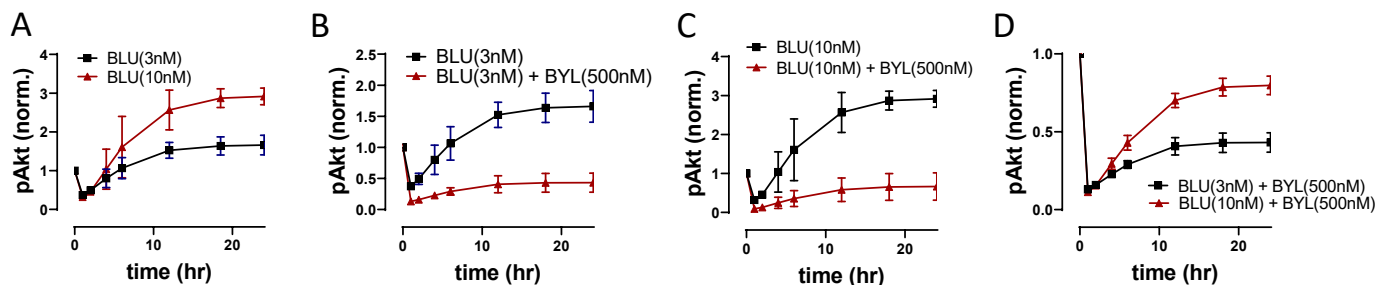 A
pAkt (norm.)
4
3
2
1
0
BLU(3nM)
BLU(10nM)
0
10
20
time (hr)
B
pAkt (norm.)
2.5
2.0
1.5
1.0
0.5
0.0
BLU(3nM)
BLU(3nM) + BYL(500nM)
0
10
20
time (hr)
C
pAkt (norm.)
4
3
2
1
0
BLU(10nM)
BLU(10nM) + BYL(500nM)
0
10
20
time (hr)
D
pAkt (norm.)
1.0
0.5
0.0
BLU(3nM) + BYL(500nM)
BLU(10nM) + BYL(500nM)
0
10
20
time (hr)